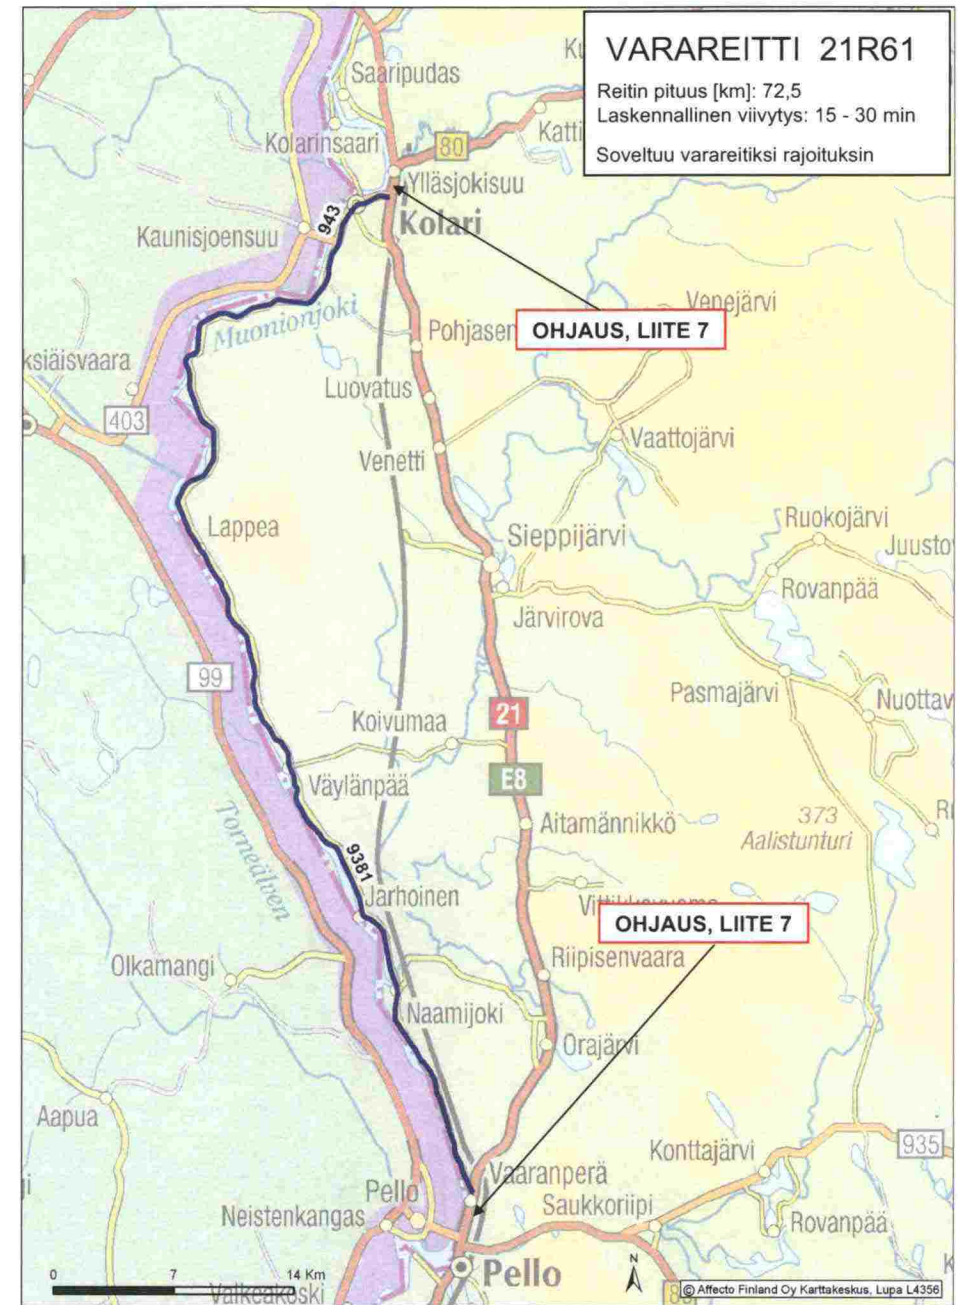 VARAREITTI 21R61
Reitin pituus [km]: 72,5
Laskennallinen viivytys: 15 - 30 min
Soveltuu varareitiksi rajoituksin
Saaripudas
Kolarinsaari
80
Katti
Ylläsjokisuu
943
Kaunisjoensuu
Kolari
Venejärvi
Muonionjoki
OHJAUS, LIITE 7
Pohjasen
ksiäisvaara
Luovatus
403
Vaattojärvi
Venetti
Lappea
Sieppijärvi
Ruokojärvi
Juusto
Rovanpää
Järvirova
99
Pasmajärvi
Nuottav
Koivumaa
21
Väylänpää
E8
Torneälven
Aitamännikkö
373
Aalistunturi
9381
Jarhoinen
OHJAUS, LIITE 7
Riipisenvaara
Olkamangi
Naamijoki
Orajärvi
Aapua
935
Konttajärvi
Vaaranperä
Pello
Saukkoriipi
Neistenkangas
Rovanpää
Pello
0 7 14 Km
N
Valkeakoski
© Affecto Finland Oy Karttakeskus, Lupa L4356